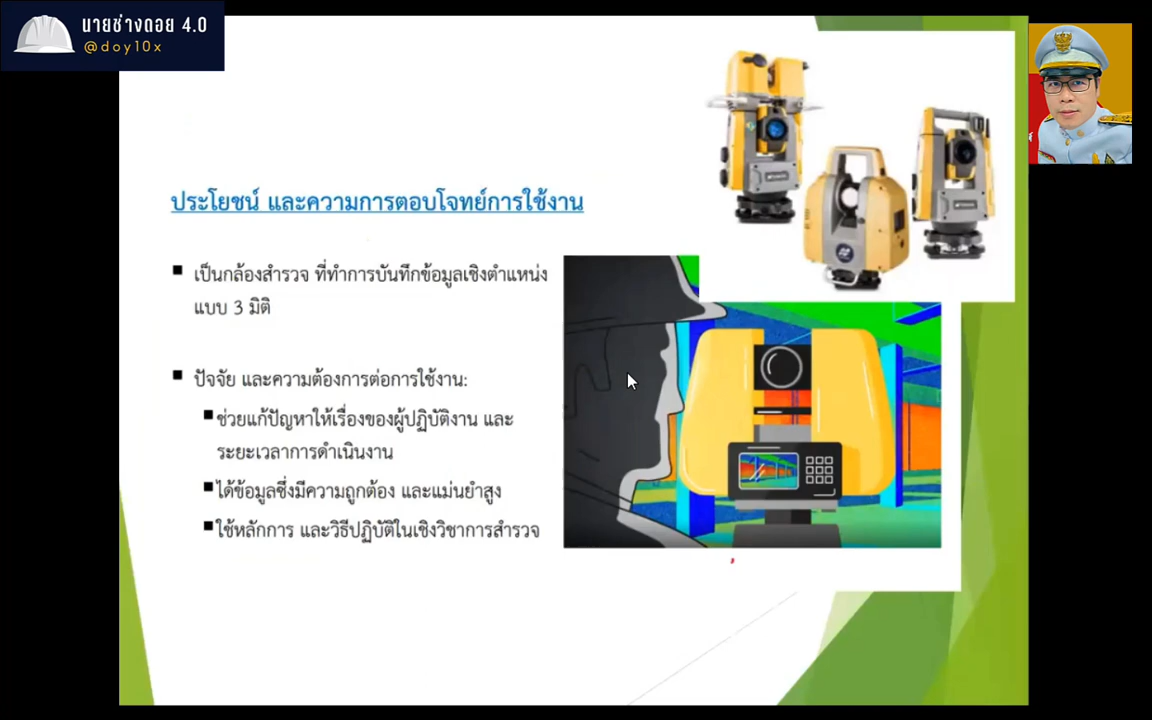 นายช่างดอย 4.0
@doy10x
ประโยชน์ และความการตอบโจทย์การใช้งาน
เป็นกล้องสำรวจ ที่ทำการบันทึกข้อมูลเชิงตำแหน่ง
แบบ 3 มิติ
ปัจจัย และความต้องการต่อการใช้งาน:
ช่วยแก้ปัญหาให้เรื่องของผู้ปฏิบัติงาน และ
ระยะเวลาการดำเนินงาน
ได้ข้อมูลซึ่งมีความถูกต้อง และแม่นยำสูง
ใช้หลักการ และวิธีปฏิบัติในเชิงวิชาการสำรวจ